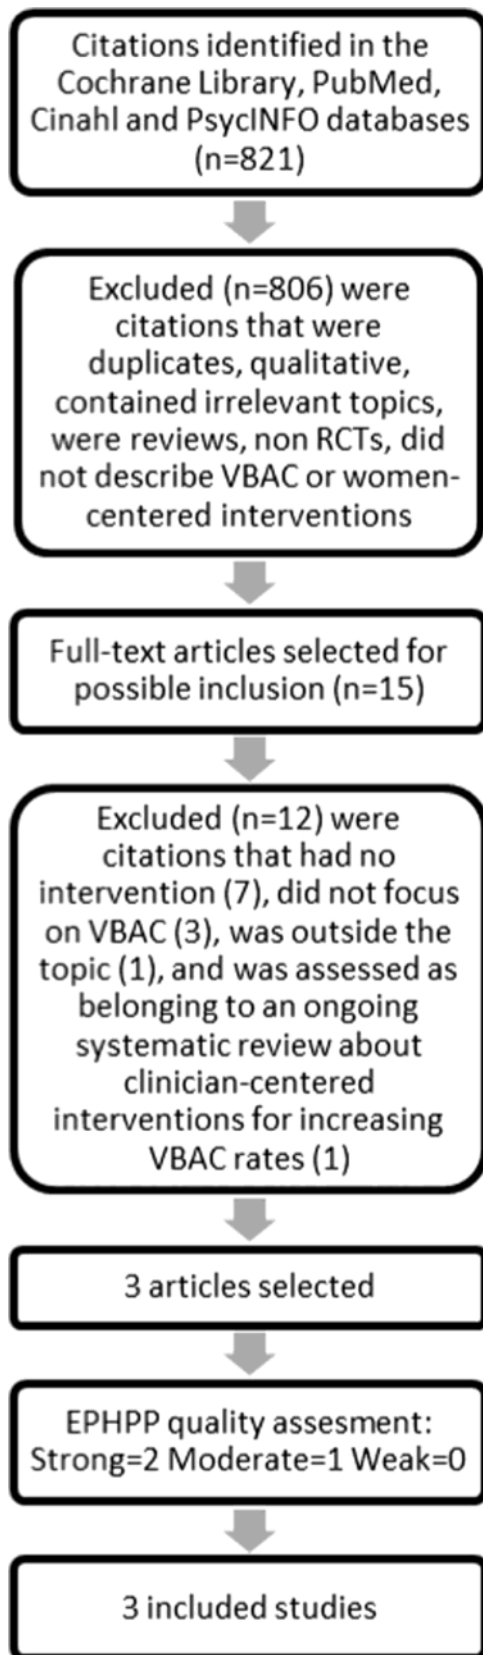 Citations identified in the
Cochrane Library, PubMed,
Cinahl and PsycINFO databases
(n=821)
Excluded (n=806) were
citations that were
duplicates, qualitative,
contained irrelevant topics,
were reviews, non RCTs, did
not describe VBAC or women-
centered interventions
Full-text articles selected for
possible inclusion (n=15)
Excluded (n=12) were
citations that had no
intervention (7), did not focus
on VBAC (3), was outside the
topic (1), and was assessed as
belonging to an ongoing
systematic review about
clinician-centered
interventions for increasing
VBAC rates (1)
3 articles selected
EPHPP quality assesment:
Strong=2 Moderate=1 Weak=0
3 included studies